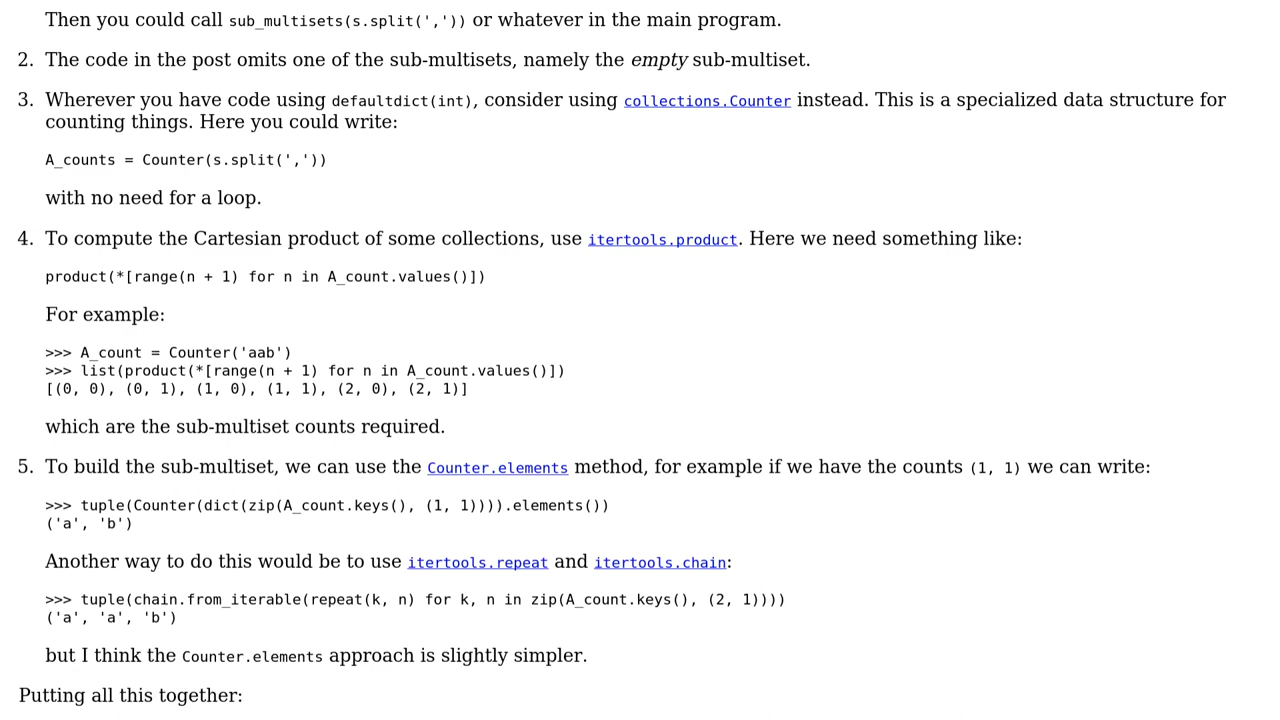 Then you could call sub_multisets(s.split(',')) or whatever in the main program.
2. The code in the post omits one of the sub-multisets, namely the empty sub-multiset.
3. Wherever you have code using defaultdict(int), consider using collections.Counter instead. This is a specialized data structure for
counting things. Here you could write:
A_counts = Counter(s.split(','))
with no need for a loop.
4. To compute the Cartesian product of some collections, use itertools.product. Here we need something like:
product(*[range(n + 1) for n in A_count.values()])
For example:
>>> A_count = Counter('aab')
>>> list(product(*[range(n + 1) for n in A_count.values()])
[(0, 0), (0, 1), (1, 0), (1, 1), (2, 0), (2, 1)]
which are the sub-multiset counts required.
5. To build the sub-multiset, we can use the Counter.elements method, for example if we have the counts (1, 1) we can write:
>>> tuple(Counter(dict(zip(A_count.keys(), (1, 1)))).elements())
('a', 'b')
Another way to do this would be to use itertools.repeat and itertools.chain:
>>> tuple(chain.from_iterable(repeat(k, n) for k, n in zip(A_count.keys(), (2, 1))))
('a', 'a', 'b')
but I think the Counter.elements approach is slightly simpler.
Putting all this together: